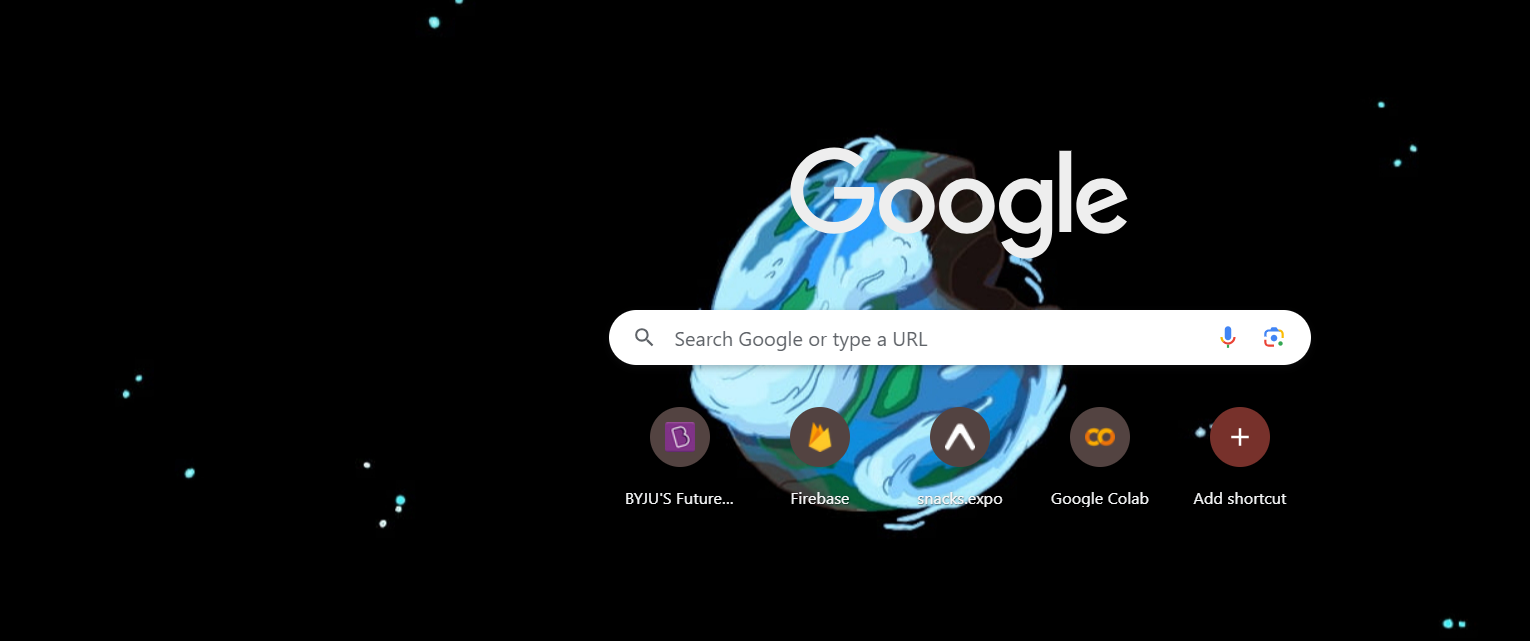 Google
Search Google or type a URL
BYJU'S Future...
Firebase
snacks.expo
Google Colab
Add shortcut